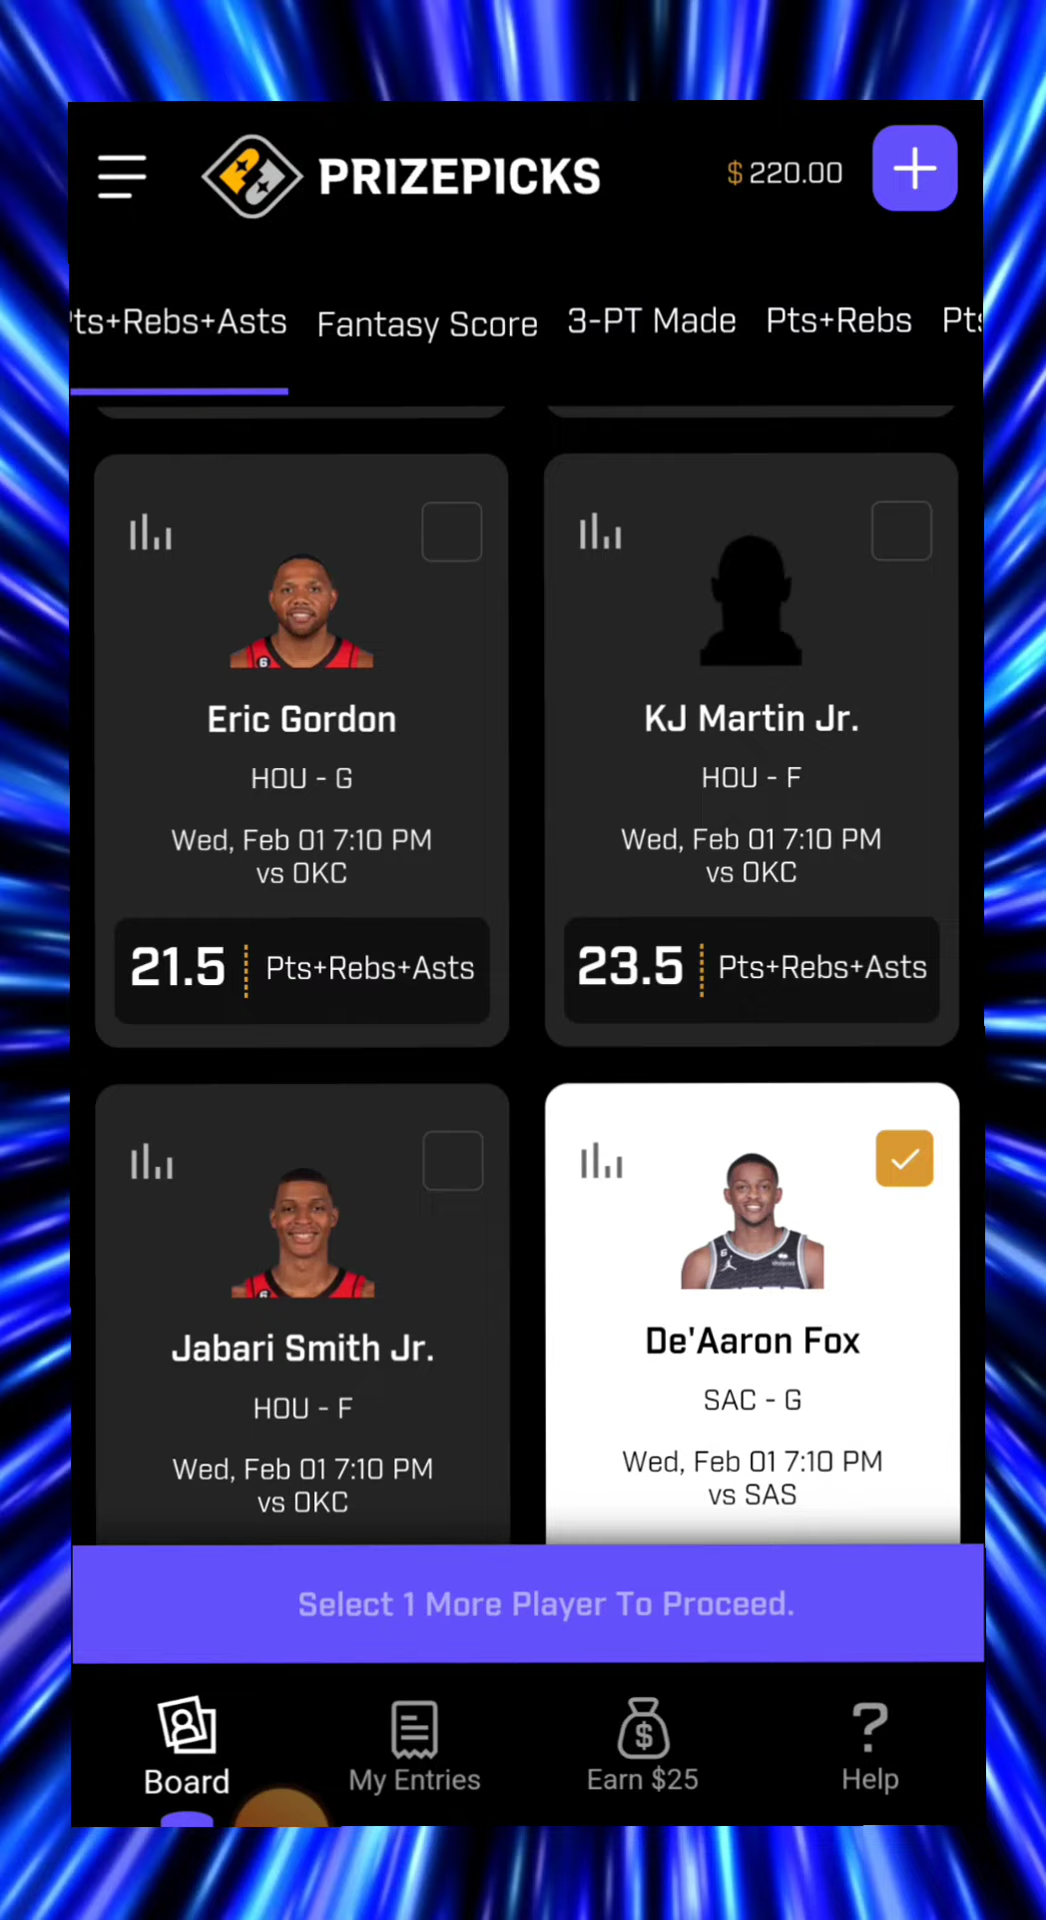 PRIZEPICKS
$ 220.00
Pts+Rebs+Asts Fantasy Score 3-PT Made Pts+Rebs Pts
Eric Gordon
HOU - G
Wed, Feb 01 7:10 PM
vs OKC
21.5 Pts+Rebs+Asts
KJ Martin Jr.
HOU - F
Wed, Feb 01 7:10 PM
vs OKC
23.5 Pts+Rebs+Asts
Jabari Smith Jr.
HOU - F
Wed, Feb 01 7:10 PM
vs OKC
De'Aaron Fox
SAC - G
Wed, Feb 01 7:10 PM
vs SAS
Select 1 More Player To Proceed.
Board
My Entries
Earn $25
Help